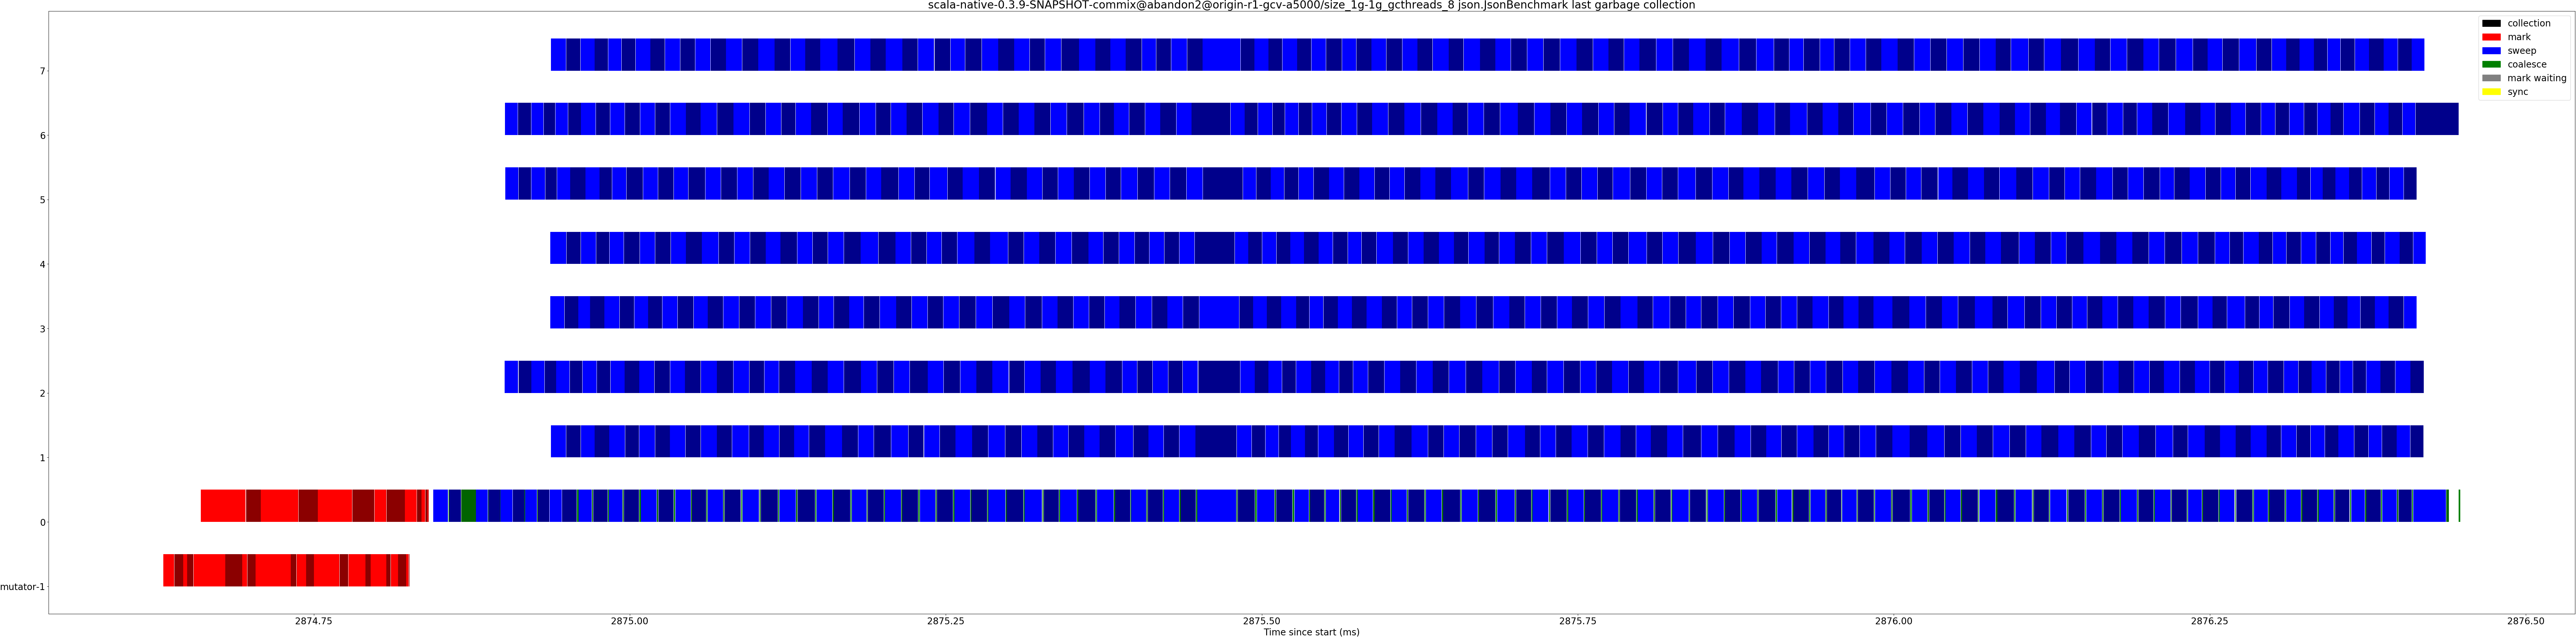 scala-native-0.3.9-SNAPSHOT-commix@abandon2@origin-r1-gcv-a5000/size_1g-1g_gcthreads_8 json.JsonBenchmark last garbage collection
collection
mark
sweep
coalesce
mark waiting
sync
7
6
5
4
3
2
1
0
mutator-1
2874.75
2875.00
2875.25
2875.50
2875.75
2876.00
2876.25
2876.50
Time since start (ms)